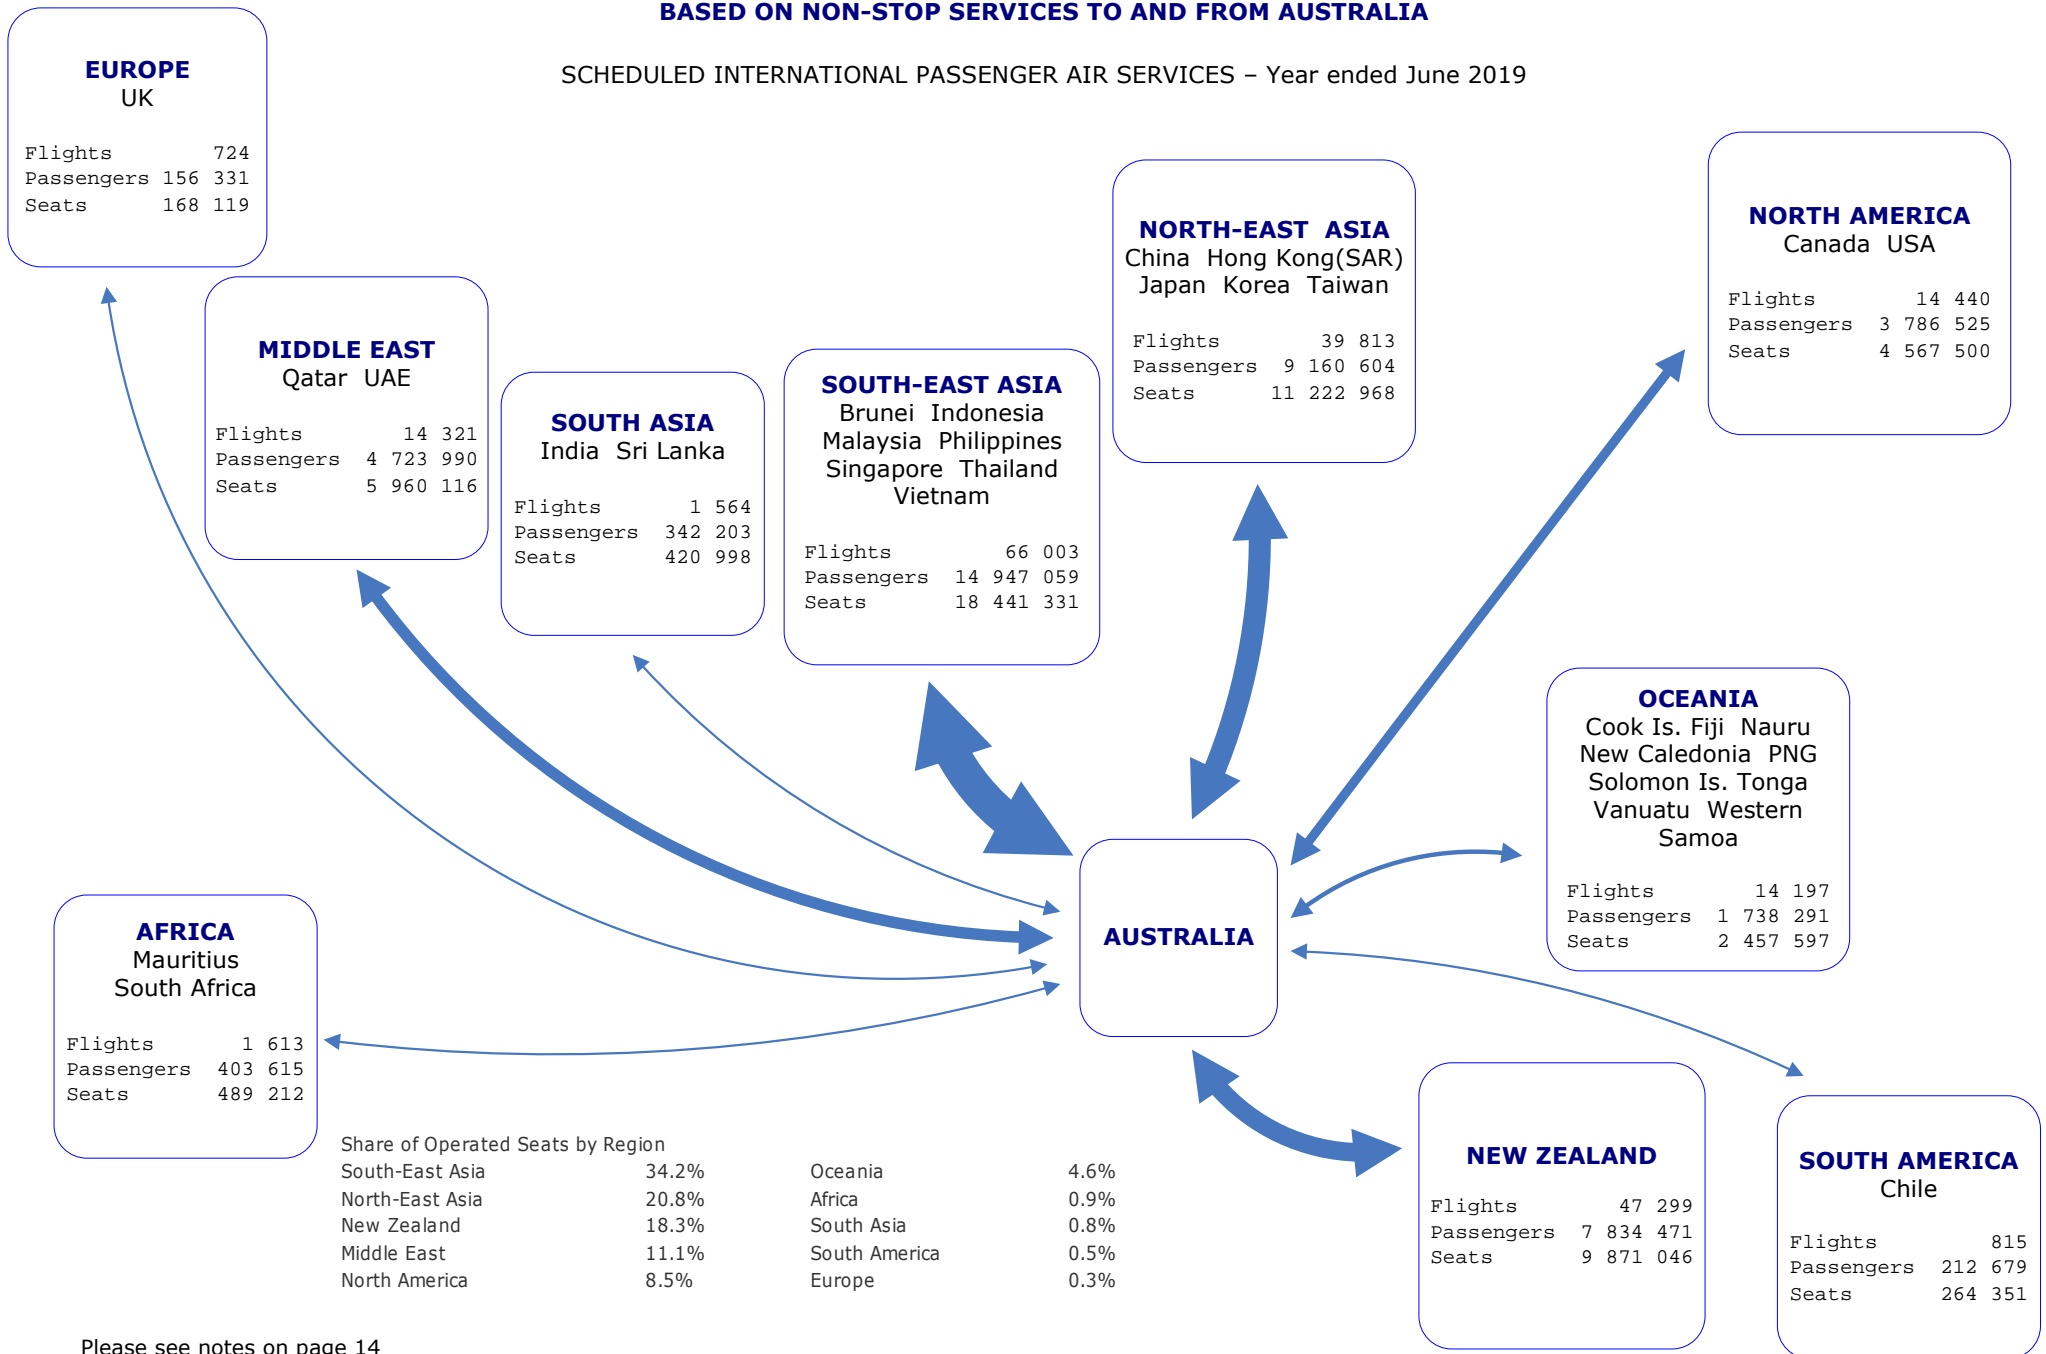 BASED ON NON-STOP SERVICES TO AND FROM AUSTRALIA
SCHEDULED INTERNATIONAL PASSENGER AIR SERVICES – Year ended June 2019
EUROPE
UK
Flights 724
Passengers 156 331
Seats 168 119
MIDDLE EAST
Qatar UAE
Flights 14 321
Passengers 4 723 990
Seats 5 960 116
SOUTH ASIA
India Sri Lanka
Flights 1 564
Passengers 342 203
Seats 420 998
SOUTH-EAST ASIA
Brunei Indonesia
Malaysia Philippines
Singapore Thailand
Vietnam
Flights 66 003
Passengers 14 947 059
Seats 18 441 331
NORTH-EAST ASIA
China Hong Kong(SAR)
Japan Korea Taiwan
Flights 39 813
Passengers 9 160 604
Seats 11 222 968
NORTH AMERICA
Canada USA
Flights 14 440
Passengers 3 786 525
Seats 4 567 500
OCEANIA
Cook Is. Fiji Nauru
New Caledonia PNG
Solomon Is. Tonga
Vanuatu Western
Samoa
Flights 14 197
Passengers 1 738 291
Seats 2 457 597
AUSTRALIA
AFRICA
Mauritius
South Africa
Flights 1 613
Passengers 403 615
Seats 489 212
NEW ZEALAND
Flights 47 299
Passengers 7 834 471
Seats 9 871 046
SOUTH AMERICA
Chile
Flights 815
Passengers 212 679
Seats 264 351
Share of Operated Seats by Region
South-East Asia 34.2% Oceania 4.6%
North-East Asia 20.8% Africa 0.9%
New Zealand 18.3% South Asia 0.8%
Middle East 11.1% South America 0.5%
North America 8.5% Europe 0.3%
Please see notes on page 14